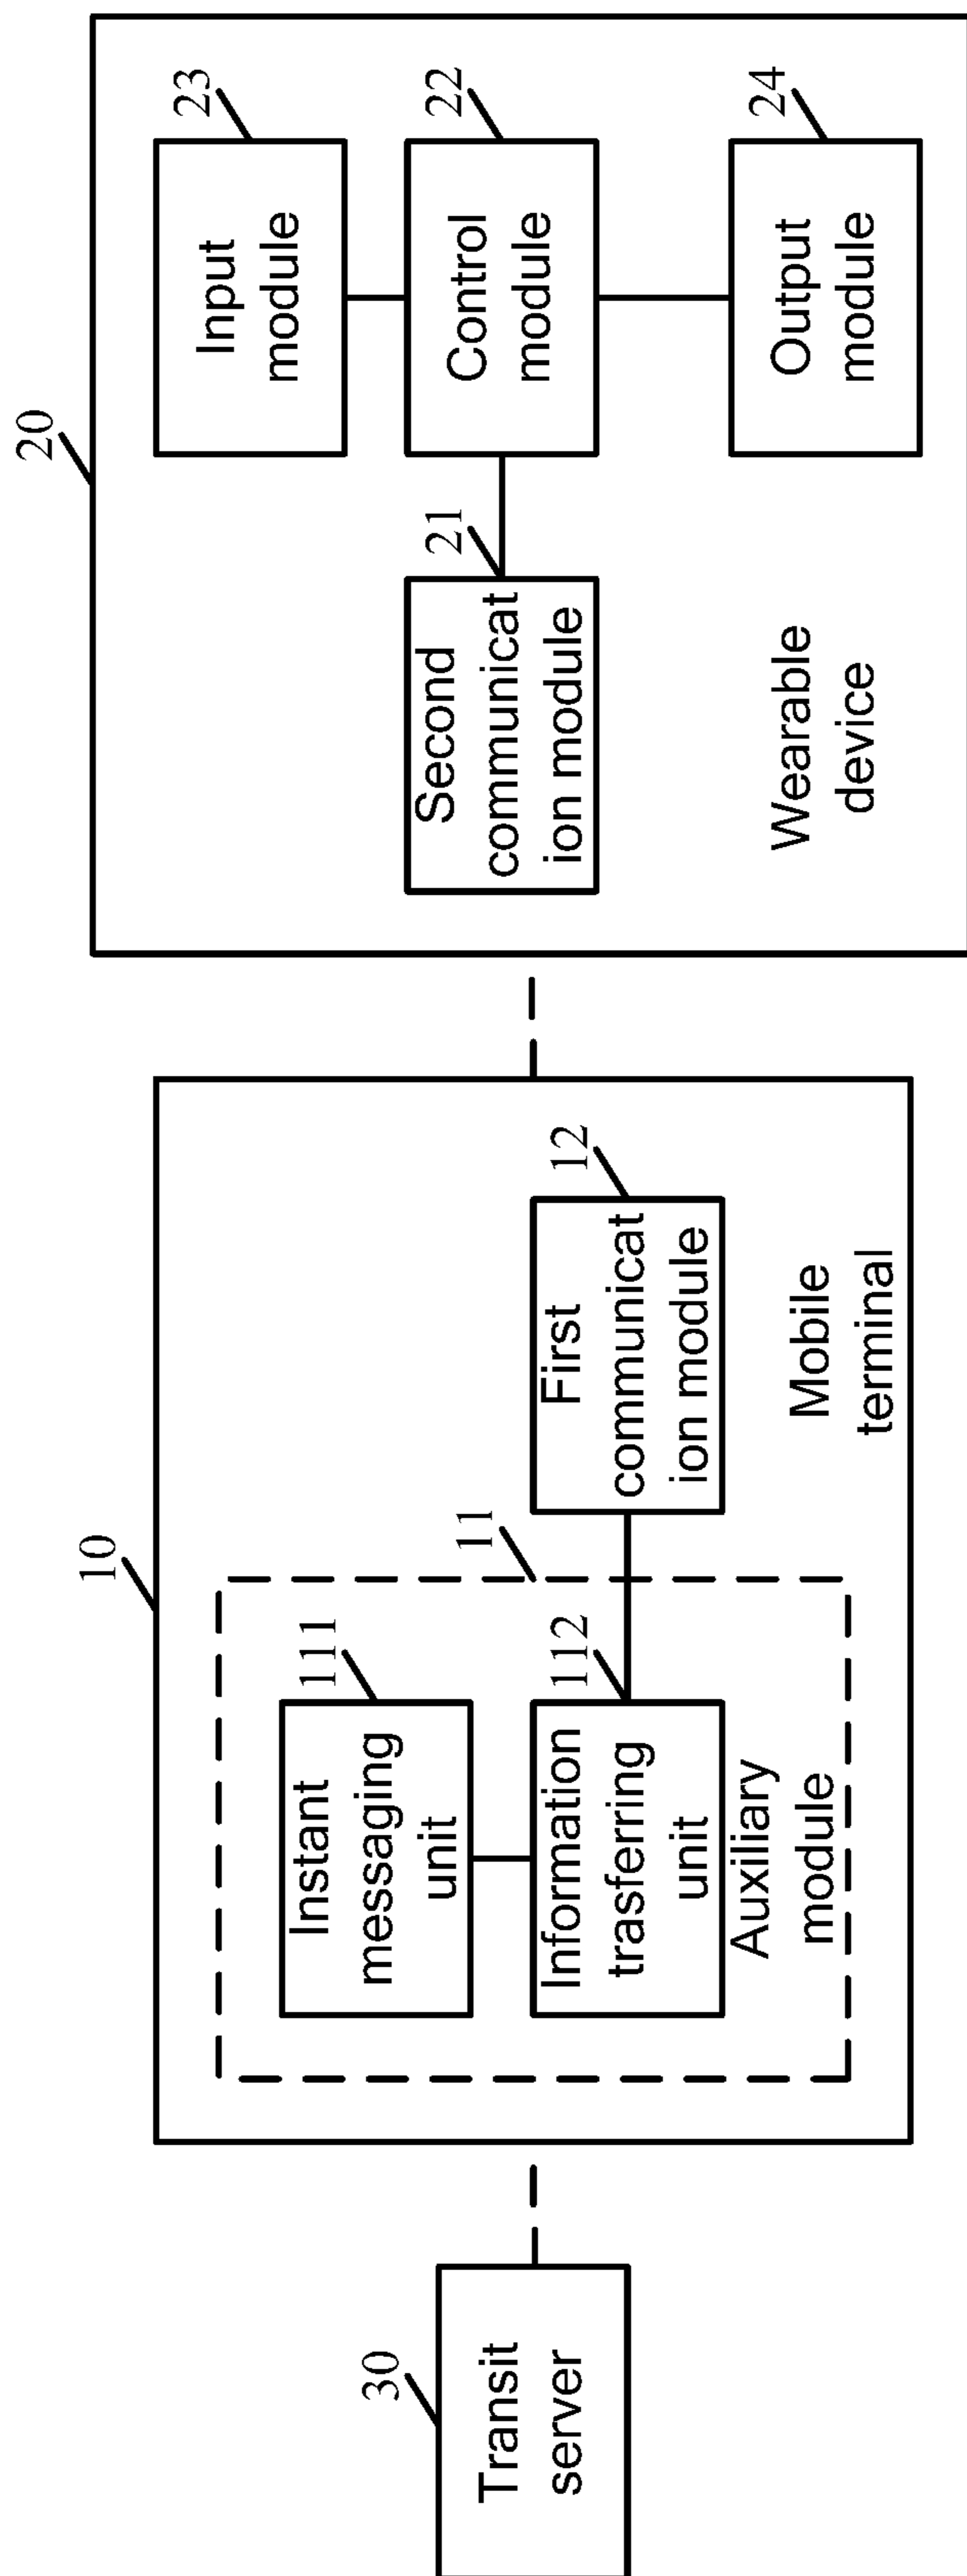 30
Transit
server
10
11
111
Instant
messaging
unit
112
Information
trasferring
unit
Auxiliary
module
12
First
communicat
ion module
Mobile
terminal
20
21
Second
communicat
ion module
23
Input
module
22
Control
module
24
Output
module
Wearable
device